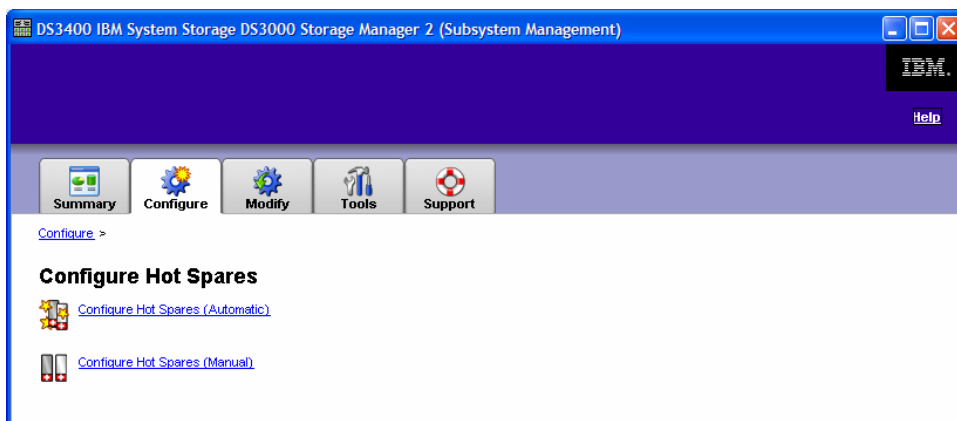 DS3400 IBM System Storage DS3000 Storage Manager 2 (Subsystem Management)
IBM.
Help
Summary
Configure
Modify
Tools
Support
Configure >
Configure Hot Spares
Configure Hot Spares (Automatic)
Configure Hot Spares (Manual)